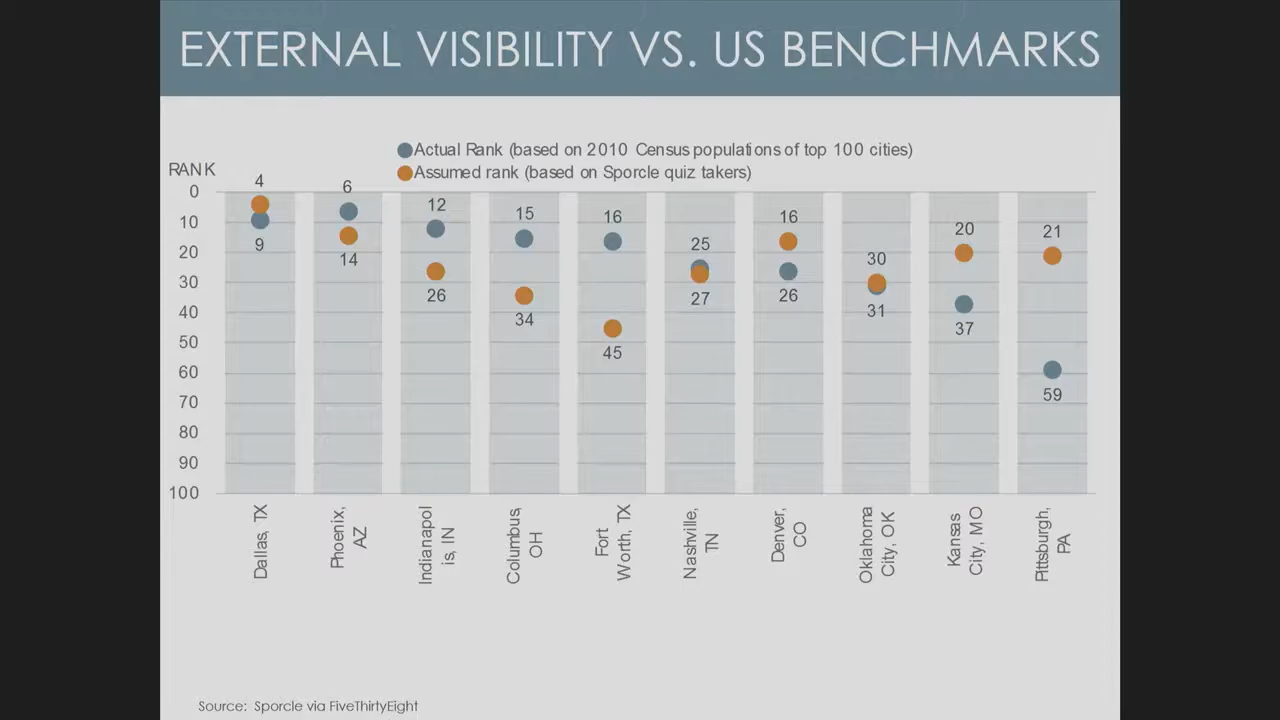 EXTERNAL VISIBILITY VS. US BENCHMARKS
Actual Rank (based on 2010 Census populations of top 100 cities)
Assumed rank (based on Sporcle quiz takers)
RANK
0
10
20
30
40
50
60
70
80
90
100
4
9
6
14
12
26
15
34
16
45
25
27
16
26
30
31
20
37
21
59
Dallas, TX
Phoenix,
AZ
Indianapol
is, IN
Columbus,
OH
Fort
Worth, TX
Nashville,
TN
Denver,
CO
Oklahoma
City, OK
Kansas
City, MO
Pittsburgh,
PA
Source: Sporcle via FiveThirtyEight